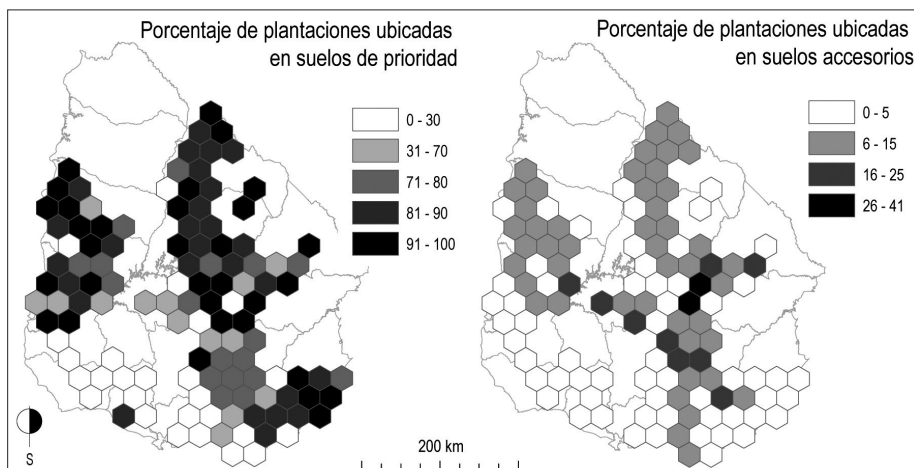 Porcentaje de plantaciones ubicadas
en suelos de prioridad
0 - 30
31 - 70
71 - 80
81 - 90
91 - 100
S
Porcentaje de plantaciones ubicadas
en suelos accesorios
0 - 5
6 - 15
16 - 25
26 - 41
200 km